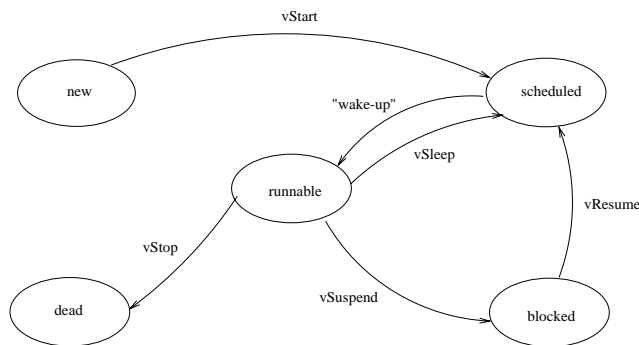 vStart
new
scheduled
"wake-up"
vSleep
runnable
vResume
vStop
vSuspend
dead
blocked